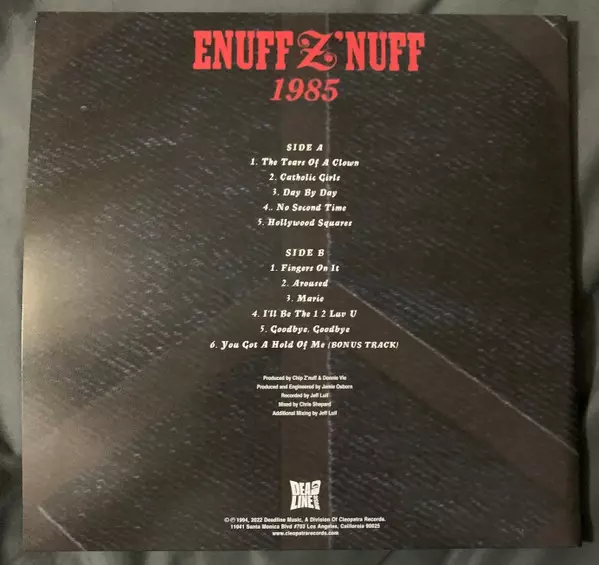 ENUFF Z'NUFF
1985
SIDE A
1. The Tears Of A Clown
2. Catholic Girls
3. Day By Day
4.. No Second Time
5. Hollywood Squares
SIDE B
1. Fingers On It
2. Aroused
3. Marie
4. I'll Be The 1 2 Luv U
5. Goodbye, Goodbye
6. You Got A Hold Of Me (BONUS TRACK)
Produced by Chip Z'nuff & Donnie Vie
Produced and Engineered by Jamie Osborn
Recorded by Jeff Luif
Mixed by Chris Shepard
Additional Mixing by Jeff Luif
DEAD
LINE
© ℗ 1994, 2022 Deadline Music, A Division Of Cleopatra Records.
11041 Santa Monica Blvd #703 Los Angeles, California 90025
www.cleopatrarecords.com